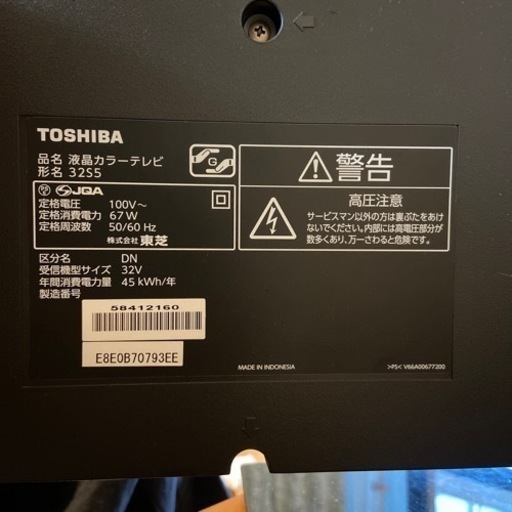 TOSHIBA
品名 液晶カラーテレビ
形名 32S5
G
JQA
定格電圧 100V～
定格消費電力 67W
定格周波数 50/60 Hz
株式会社 東芝
区分名 DN
受信機型サイズ 32V
年間消費電力量 45 kWh/年
製造番号
58412160
E8E0B70793EE
警告
高圧注意
サービスマン以外の方は裏ぶたをあけ
ないでください。内部には高電圧部分が
数多くあり、万一さわると危険です。
MADE IN INDONESIA
>PS< V66A00677200